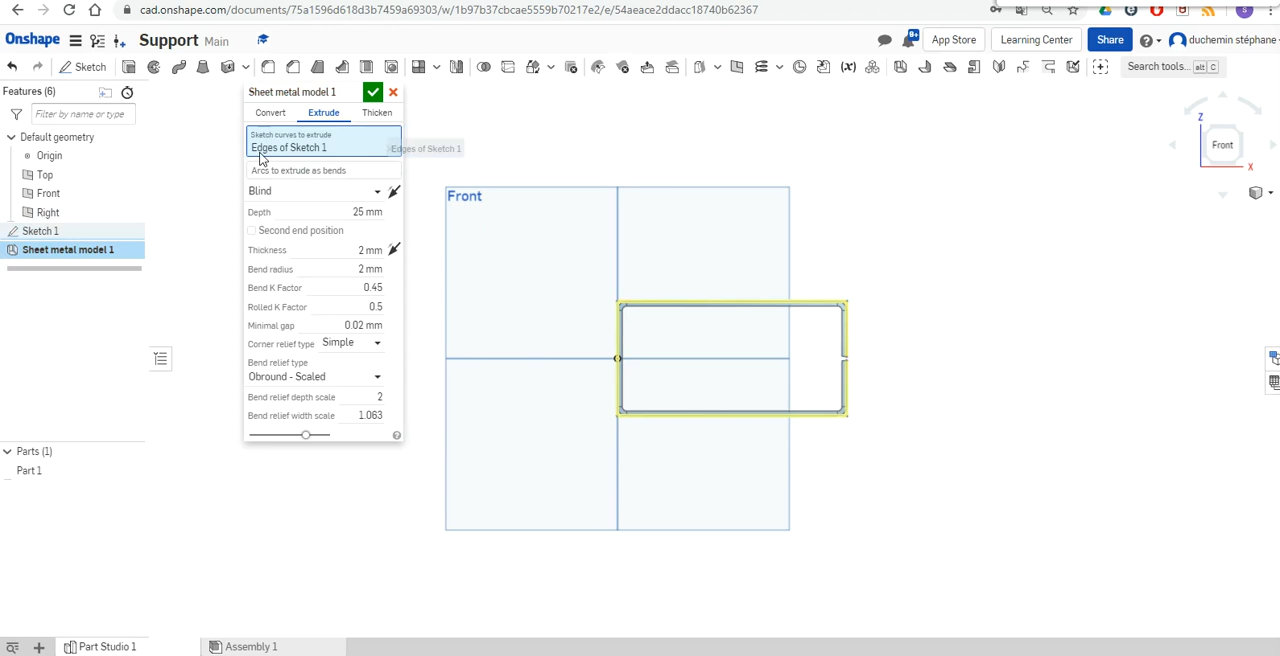 cad.onshape.com/documents/75a1596d618d3b7459a69303/w/1b97b37cbcae5559b70217e2/e/54aeace2ddacc18740b62367
Onshape Support Main 9+ App Store Learning Center Share duchemin stéphane
Sketch Search tools... alt C
Features (6)
Filter by name or type
Default geometry
Origin
Top
Front
Right
Sketch 1
Sheet metal model 1
Parts (1)
Part 1
Sheet metal model 1
Convert Extrude Thicken
Sketch curves to extrude
Edges of Sketch 1
Edges of Sketch 1
Arcs to extrude as bends
Blind
Depth 25 mm
Second end position
Thickness 2 mm
Bend radius 2 mm
Bend K Factor 0.45
Rolled K Factor 0.5
Minimal gap 0.02 mm
Corner relief type Simple
Bend relief type
Obround - Scaled
Bend relief depth scale 2
Bend relief width scale 1.063
Front
Z
Front
X
Part Studio 1 Assembly 1